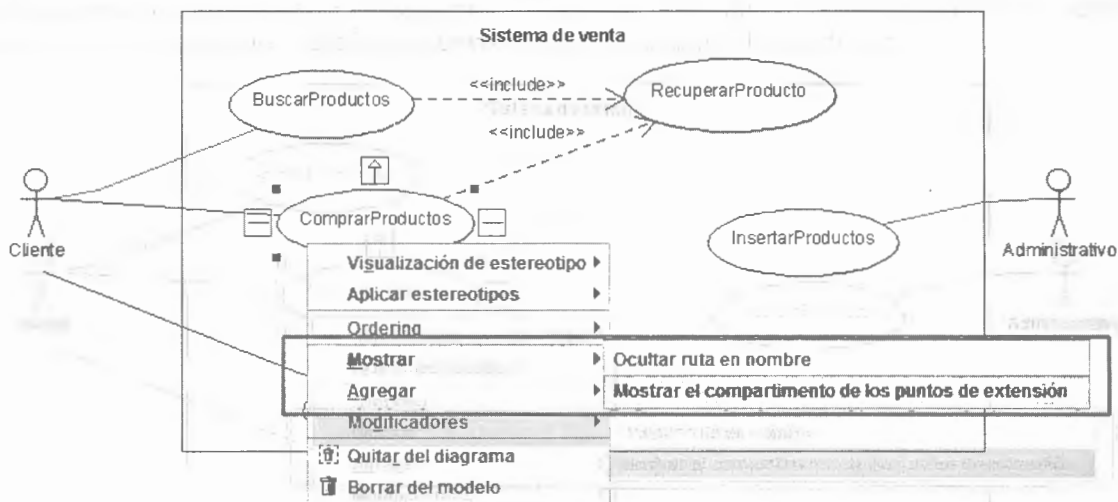 Sistema de venta
BuscarProductos
<<include>>
RecuperarProducto
<<include>>
ComprarProductos
InsertarProductos
Cliente
Administrativo
Visualización de estereotipo
Aplicar estereotipos
Ordering
Mostrar
Ocultar ruta en nombre
Agregar
Mostrar el compartimento de los puntos de extensión
Modificadores
Quitar del diagrama
Borrar del modelo